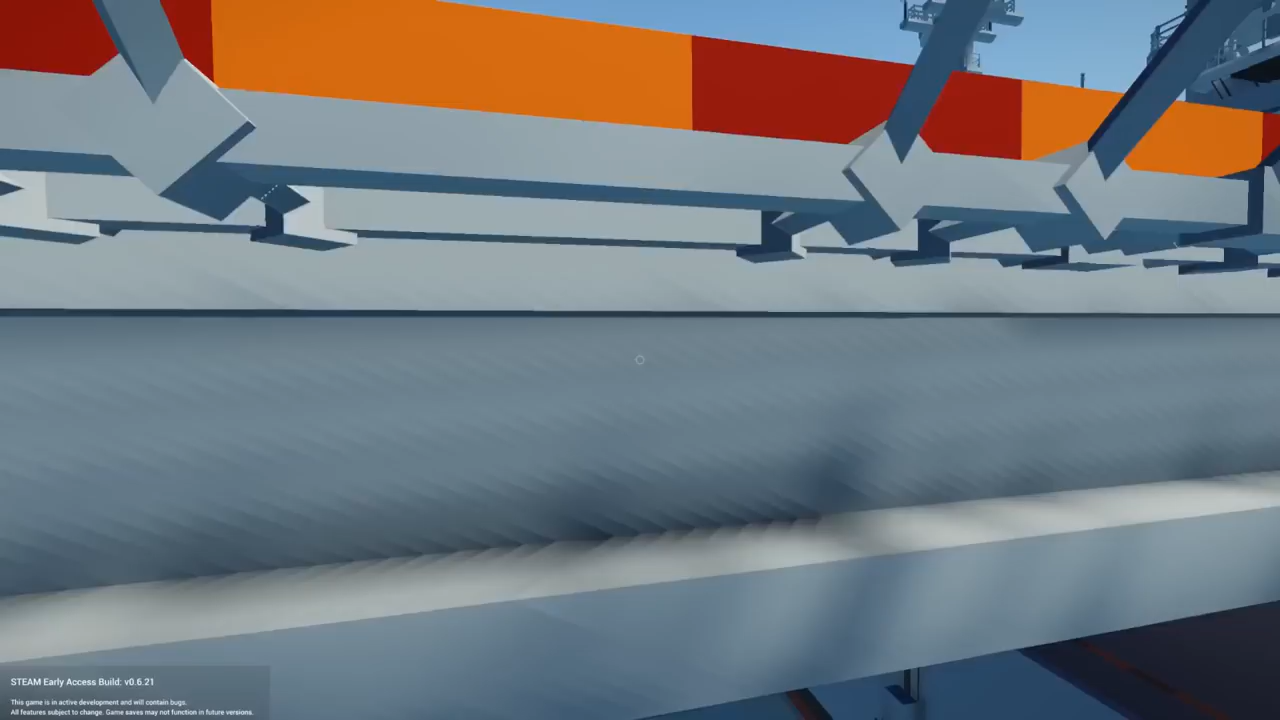 STEAM Early Access Build: v0.6.21
This game is in active development and will contain bugs.
All features subject to change. Game saves may not function in future versions.